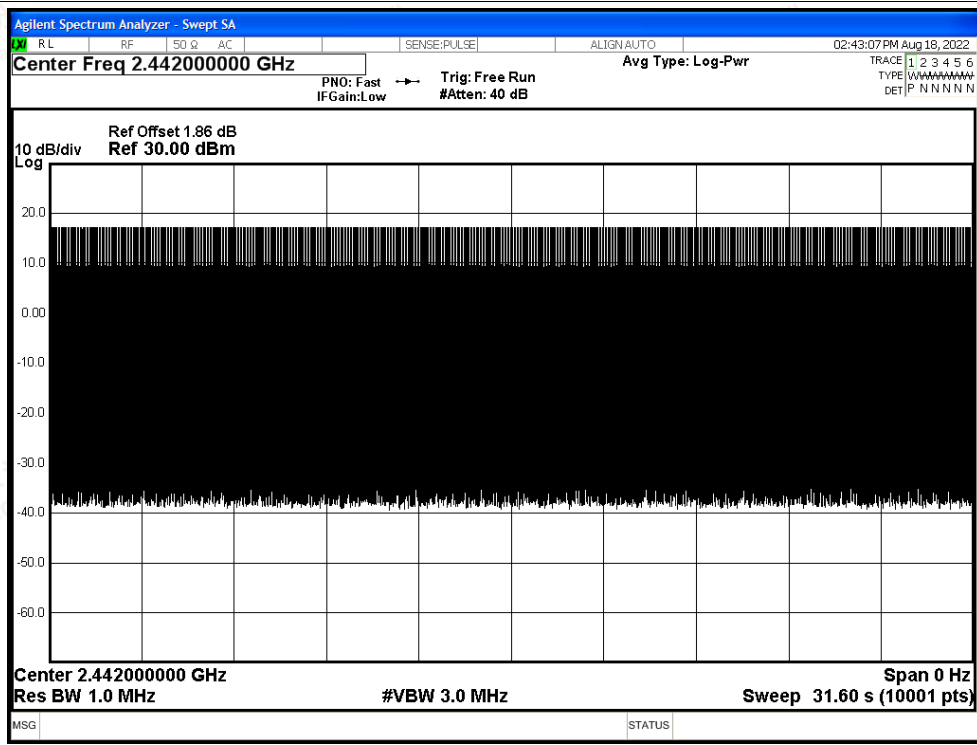 Agilent Spectrum Analyzer - Swept SA
LXI RL RF 50 Ω AC SENSE:PULSE ALIGN AUTO 02:43:07 PM Aug 18, 2022
Center Freq 2.442000000 GHz Avg Type: Log-Pwr TRACE 1 2 3 4 5 6
PNO: Fast Trig: Free Run TYPE
IFGain:Low #Atten: 40 dB DET P N N N N N
Ref Offset 1.86 dB
10 dB/div Ref 30.00 dBm
Log
20.0
10.0
0.00
-10.0
-20.0
-30.0
-40.0
-50.0
-60.0
Center 2.442000000 GHz Span 0 Hz
Res BW 1.0 MHz #VBW 3.0 MHz Sweep 31.60 s (10001 pts)
MSG STATUS